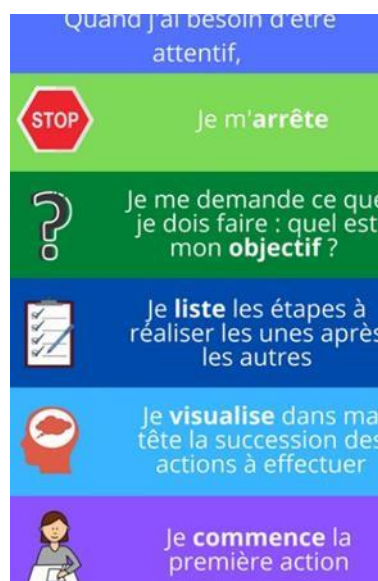 Quand j'ai besoin d'être
attentif,
STOP
Je m'arrête
?
Je me demande ce que
je dois faire : quel est
mon objectif ?
Je liste les étapes à
réaliser les unes après
les autres
Je visualise dans ma
tête la succession des
actions à effectuer
Je commence la
première action